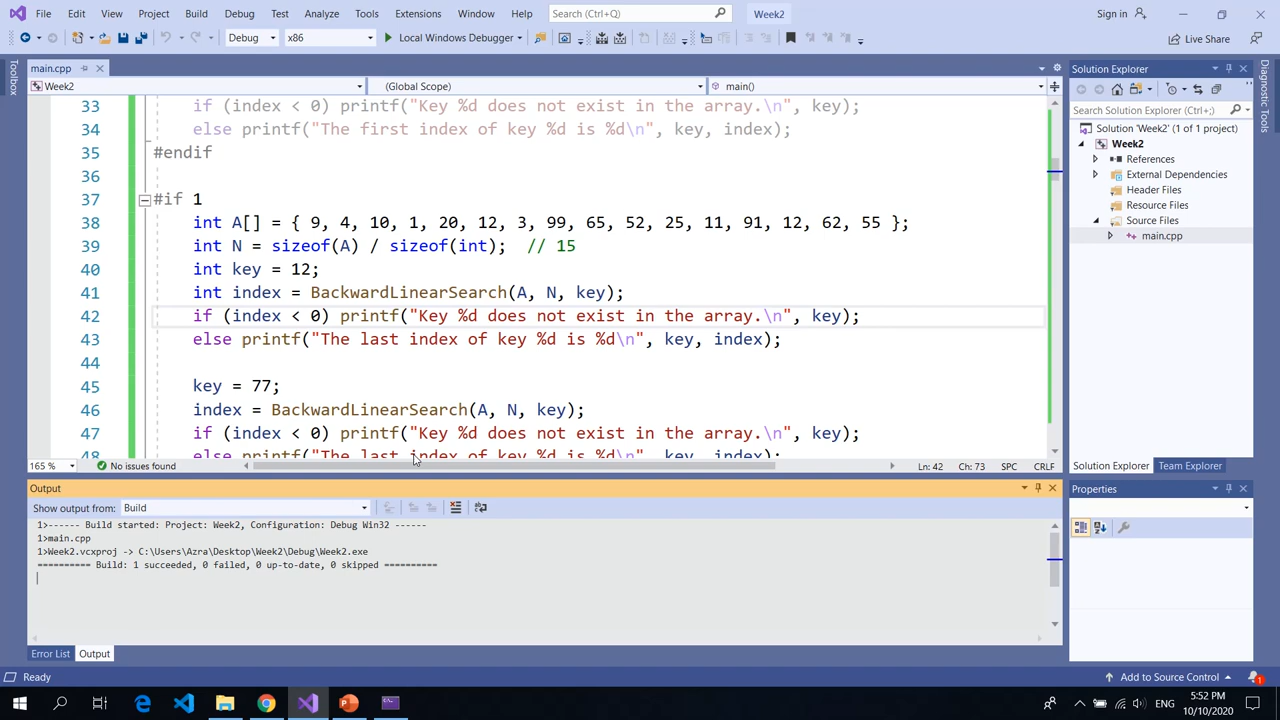 File Edit View Project Build Debug Test Analyze Tools Extensions Window Help Search (Ctrl+Q) Week2 Sign in
Debug x86 Local Windows Debugger Live Share
Toolbox
main.cpp
Week2 (Global Scope) main()
33 if (index < 0) printf("Key %d does not exist in the array.\n", key);
34 else printf("The first index of key %d is %d\n", key, index);
35 #endif
36
37 #if 1
38 int A[] = { 9, 4, 10, 1, 20, 12, 3, 99, 65, 52, 25, 11, 91, 12, 62, 55 };
39 int N = sizeof(A) / sizeof(int); // 15
40 int key = 12;
41 int index = BackwardLinearSearch(A, N, key);
42 if (index < 0) printf("Key %d does not exist in the array.\n", key);
43 else printf("The last index of key %d is %d\n", key, index);
44
45 key = 77;
46 index = BackwardLinearSearch(A, N, key);
47 if (index < 0) printf("Key %d does not exist in the array.\n", key);
48 else printf("The last index of key %d is %d\n", key, index);
165 % No issues found Ln: 42 Ch: 73 SPC CRLF
Output
Show output from: Build
1>------ Build started: Project: Week2, Configuration: Debug Win32 ------
1>main.cpp
1>Week2.vcxproj -> C:\Users\Azra\Desktop\Week2\Debug\Week2.exe
========== Build: 1 succeeded, 0 failed, 0 up-to-date, 0 skipped ==========
Error List Output
Solution Explorer
Search Solution Explorer (Ctrl+Ş)
Solution 'Week2' (1 of 1 project)
Week2
References
External Dependencies
Header Files
Resource Files
Source Files
main.cpp
Solution Explorer Team Explorer
Properties
Diagnostic Tools
Ready Add to Source Control 1
ENG 5:52 PM
10/10/2020